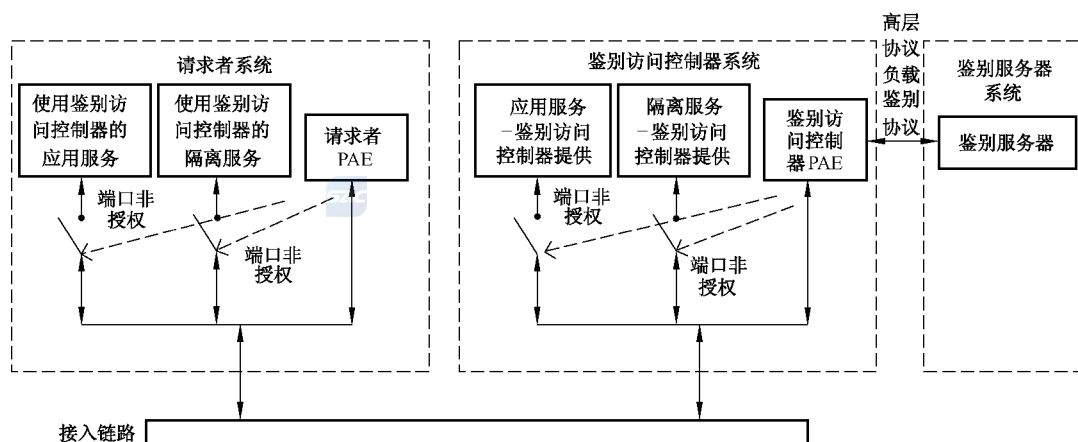 高层
协议
负载
鉴别
协议
请求者系统
使用鉴别访
问控制器的
应用服务
使用鉴别访
问控制器的
隔离服务
请求者
PAE
端口非
授权
端口非
授权
鉴别访问控制器系统
应用服务
-鉴别访问
控制器提供
隔离服务
-鉴别访问
控制器提供
鉴别访
问控制
器PAE
端口非
授权
端口非
授权
鉴别服务器
系统
鉴别服务器
接入链路